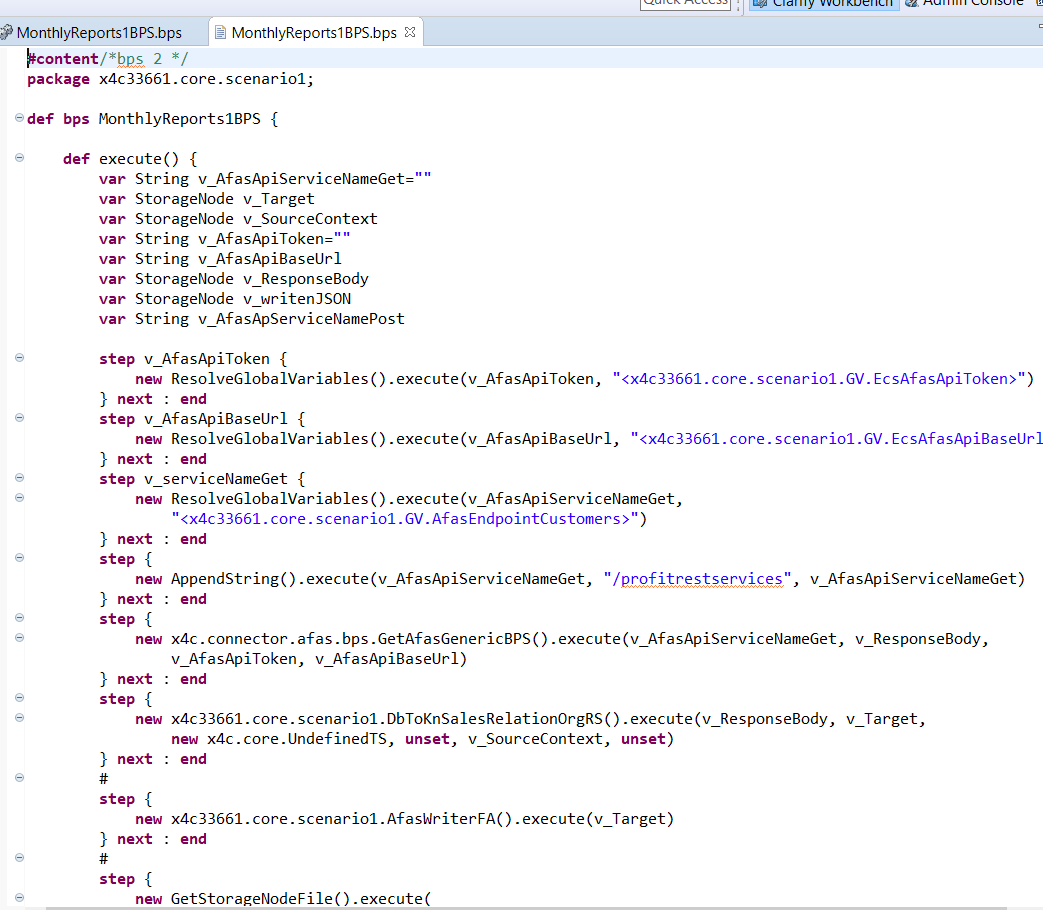 Quick Access
Clarify Workbench
Admin Console
MonthlyReports1BPS.bps
MonthlyReports1BPS.bps
#content/*bps 2 */
package x4c33661.core.scenario1;
def bps MonthlyReports1BPS {
def execute() {
var String v_AfasApiServiceNameGet=""
var StorageNode v_Target
var StorageNode v_SourceContext
var String v_AfasApiToken=""
var String v_AfasApiBaseUrl
var StorageNode v_ResponseBody
var StorageNode v_writenJSON
var String v_AfasApServiceNamePost
step v_AfasApiToken {
new ResolveGlobalVariables().execute(v_AfasApiToken, "<x4c33661.core.scenario1.GV.EcsAfasApiToken>")
} next : end
step v_AfasApiBaseUrl {
new ResolveGlobalVariables().execute(v_AfasApiBaseUrl, "<x4c33661.core.scenario1.GV.EcsAfasApiBaseUrl
} next : end
step v_serviceNameGet {
new ResolveGlobalVariables().execute(v_AfasApiServiceNameGet,
"<x4c33661.core.scenario1.GV.AfasEndpointCustomers>")
} next : end
step {
new AppendString().execute(v_AfasApiServiceNameGet, "/profitrestservices", v_AfasApiServiceNameGet)
} next : end
step {
new x4c.connector.afas.bps.GetAfasGenericBPS().execute(v_AfasApiServiceNameGet, v_ResponseBody,
v_AfasApiToken, v_AfasApiBaseUrl)
} next : end
step {
new x4c33661.core.scenario1.DbToKnSalesRelationOrgRS().execute(v_ResponseBody, v_Target,
new x4c.core.UndefinedTS, unset, v_SourceContext, unset)
} next : end
#
step {
new x4c33661.core.scenario1.AfasWriterFA().execute(v_Target)
} next : end
#
step {
new GetStorageNodeFile().execute(